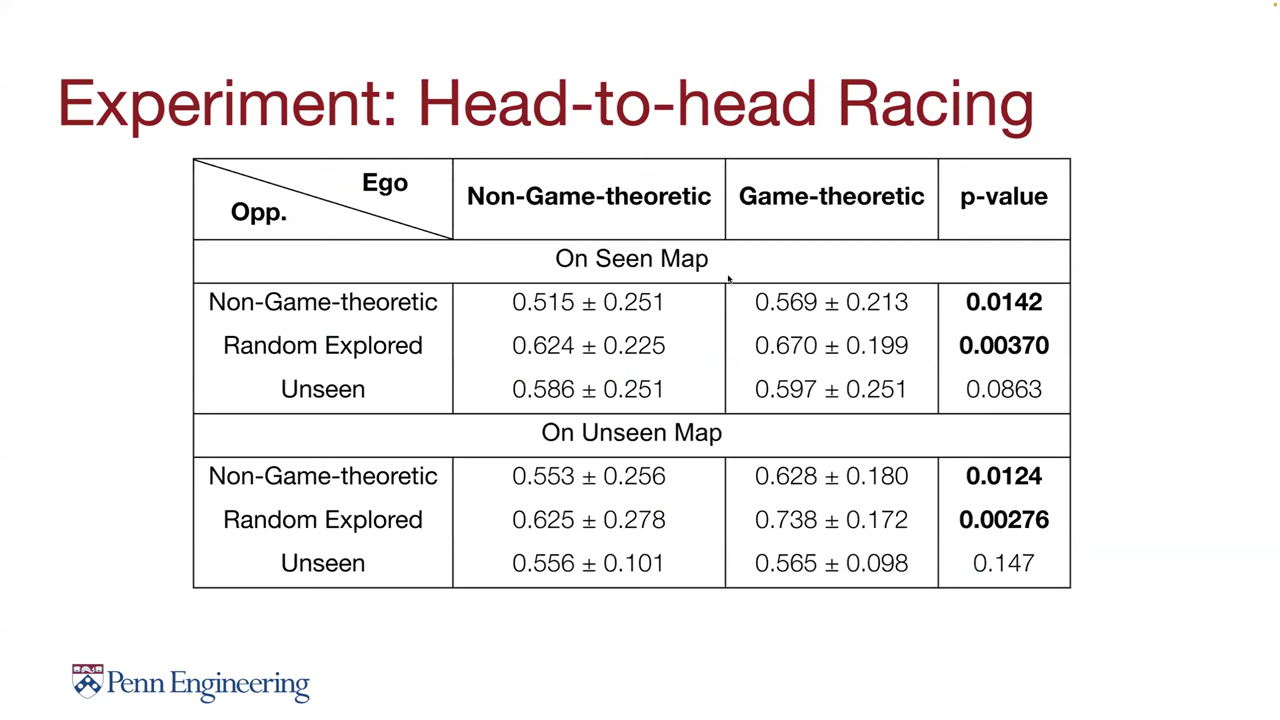 Experiment: Head-to-head Racing
Ego
Opp.
Non-Game-theoretic Game-theoretic p-value
On Seen Map
Non-Game-theoretic 0.515 ± 0.251 0.569 ± 0.213 0.0142
Random Explored 0.624 ± 0.225 0.670 ± 0.199 0.00370
Unseen 0.586 ± 0.251 0.597 ± 0.251 0.0863
On Unseen Map
Non-Game-theoretic 0.553 ± 0.256 0.628 ± 0.180 0.0124
Random Explored 0.625 ± 0.278 0.738 ± 0.172 0.00276
Unseen 0.556 ± 0.101 0.565 ± 0.098 0.147
Penn Engineering